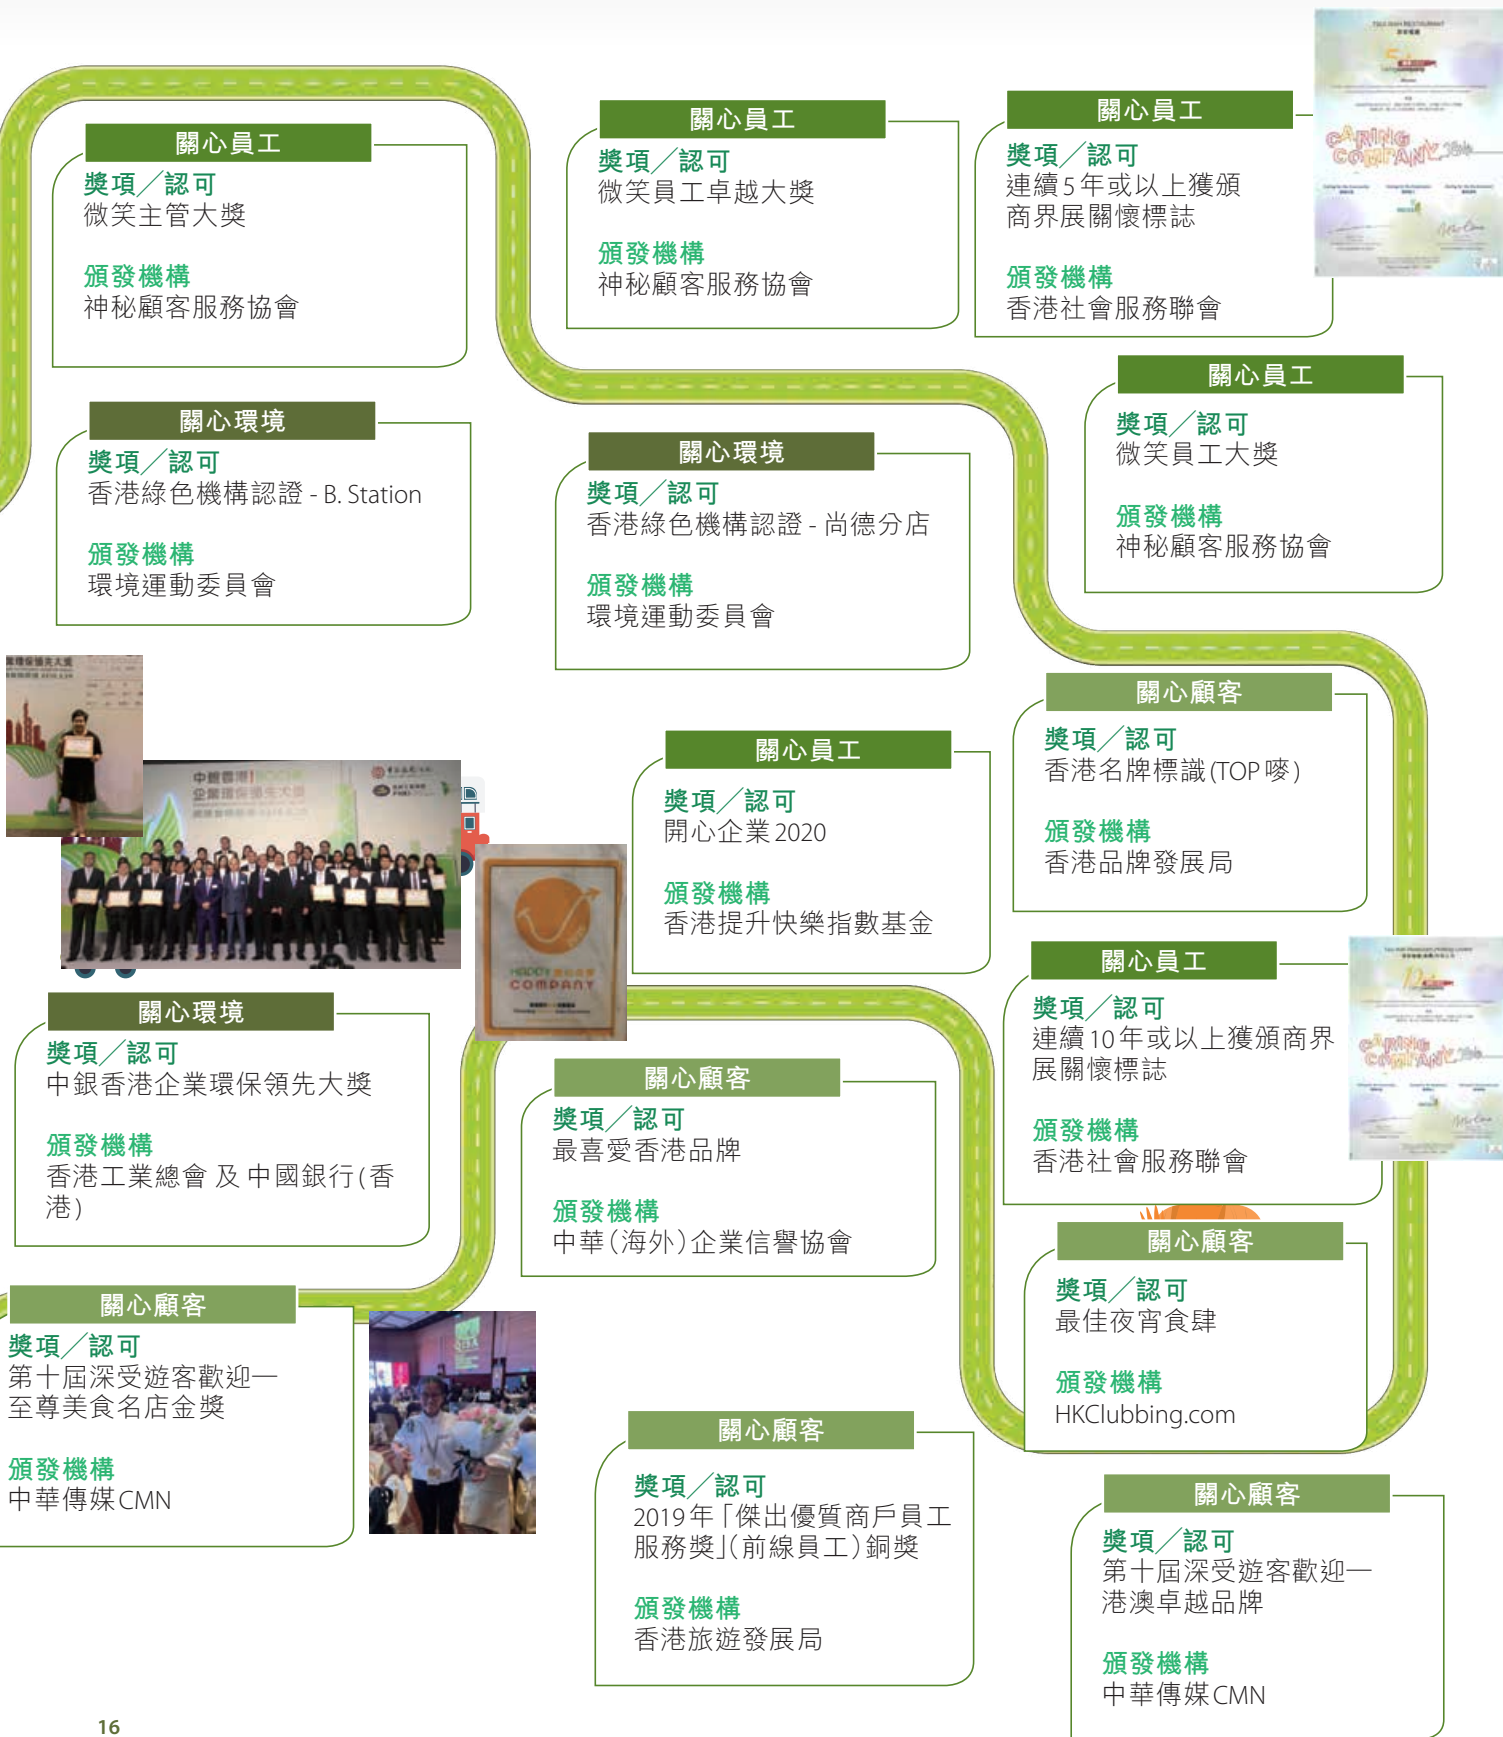 關心員工
獎項／認可
微笑主管大獎
頒發機構
神秘顧客服務協會
關心員工
獎項／認可
微笑員工卓越大獎
頒發機構
神秘顧客服務協會
關心員工
獎項／認可
連續5年或以上獲頒
商界展關懷標誌
頒發機構
香港社會服務聯會
CARING
COMPANY
關心員工
獎項／認可
微笑員工大獎
頒發機構
神秘顧客服務協會
關心環境
獎項／認可
香港綠色機構認證 - B. Station
頒發機構
環境運動委員會
關心環境
獎項／認可
香港綠色機構認證 - 尚德分店
頒發機構
環境運動委員會
關心顧客
獎項／認可
香港名牌標識(TOP嘜)
頒發機構
香港品牌發展局
關心員工
獎項／認可
開心企業2020
頒發機構
香港提升快樂指數基金
HAPPY
COMPANY
關心員工
獎項／認可
連續10年或以上獲頒商界
展關懷標誌
頒發機構
香港社會服務聯會
CARING
COMPANY
關心環境
獎項／認可
中銀香港企業環保領先大獎
頒發機構
香港工業總會 及 中國銀行(香
港)
關心顧客
獎項／認可
最喜愛香港品牌
頒發機構
中華(海外)企業信譽協會
關心顧客
獎項／認可
最佳夜宵食肆
頒發機構
HKClubbing.com
關心顧客
獎項／認可
第十屆深受遊客歡迎—
至尊美食名店金獎
頒發機構
中華傳媒CMN
關心顧客
獎項／認可
2019年「傑出優質商戶員工
服務獎」(前線員工)銅獎
頒發機構
香港旅遊發展局
關心顧客
獎項／認可
第十屆深受遊客歡迎—
港澳卓越品牌
頒發機構
中華傳媒CMN
16